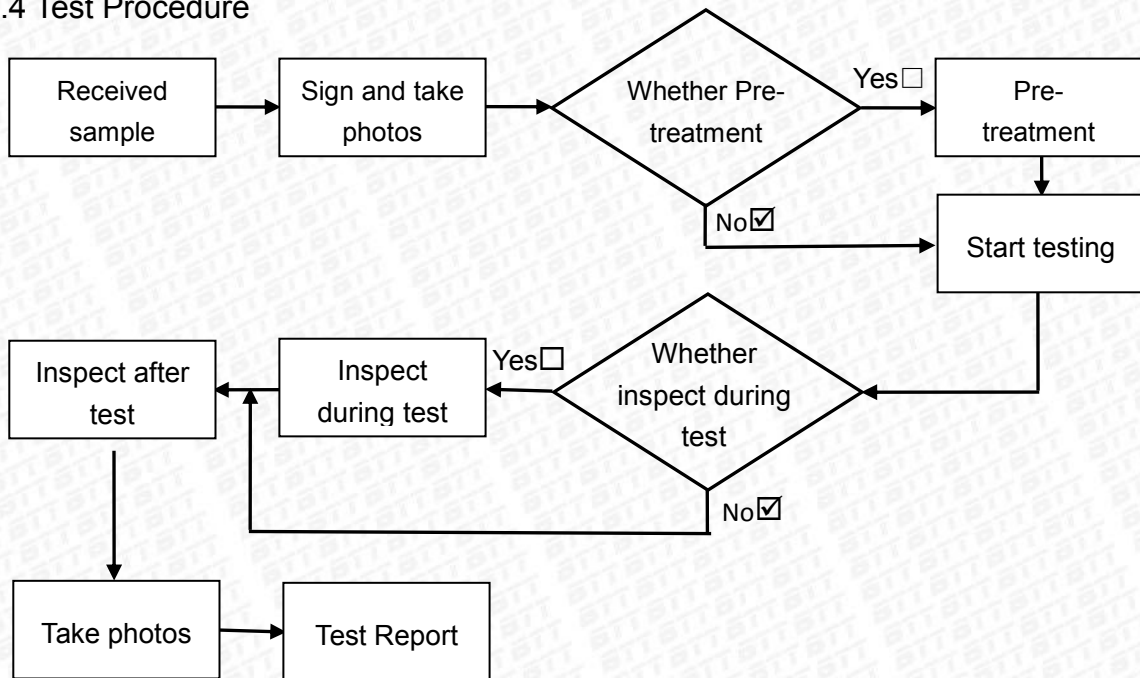 .4 Test Procedure
Received
sample
Sign and take
photos
Whether Pre-
treatment
Yes☐
Pre-
treatment
No☑
Start testing
Inspect after
test
Inspect
during test
Yes☐
Whether
inspect during
test
No☑
Take photos
Test Report